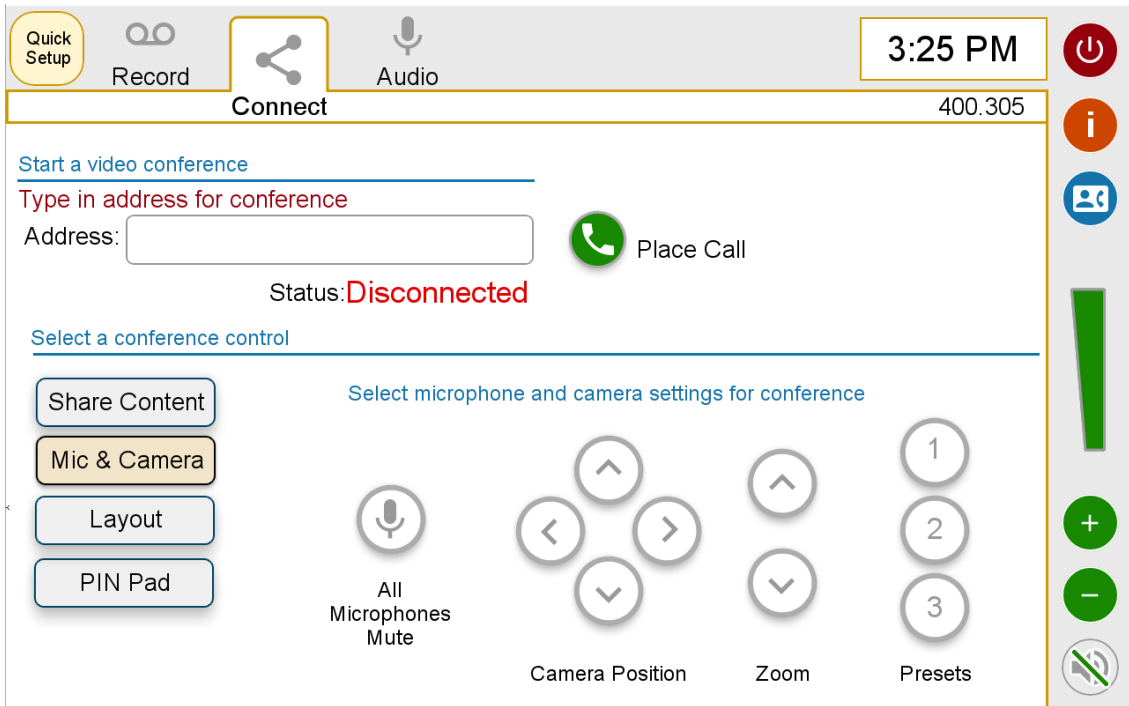 Quick
Setup
Record
Audio
3:25 PM
Connect
400.305
i
Start a video conference
Type in address for conference
Address:
Place Call
Status:Disconnected
Select a conference control
Share Content
Select microphone and camera settings for conference
Mic & Camera
Layout
PIN Pad
1
2
3
All
Microphones
Mute
Camera Position
Zoom
Presets
+
−